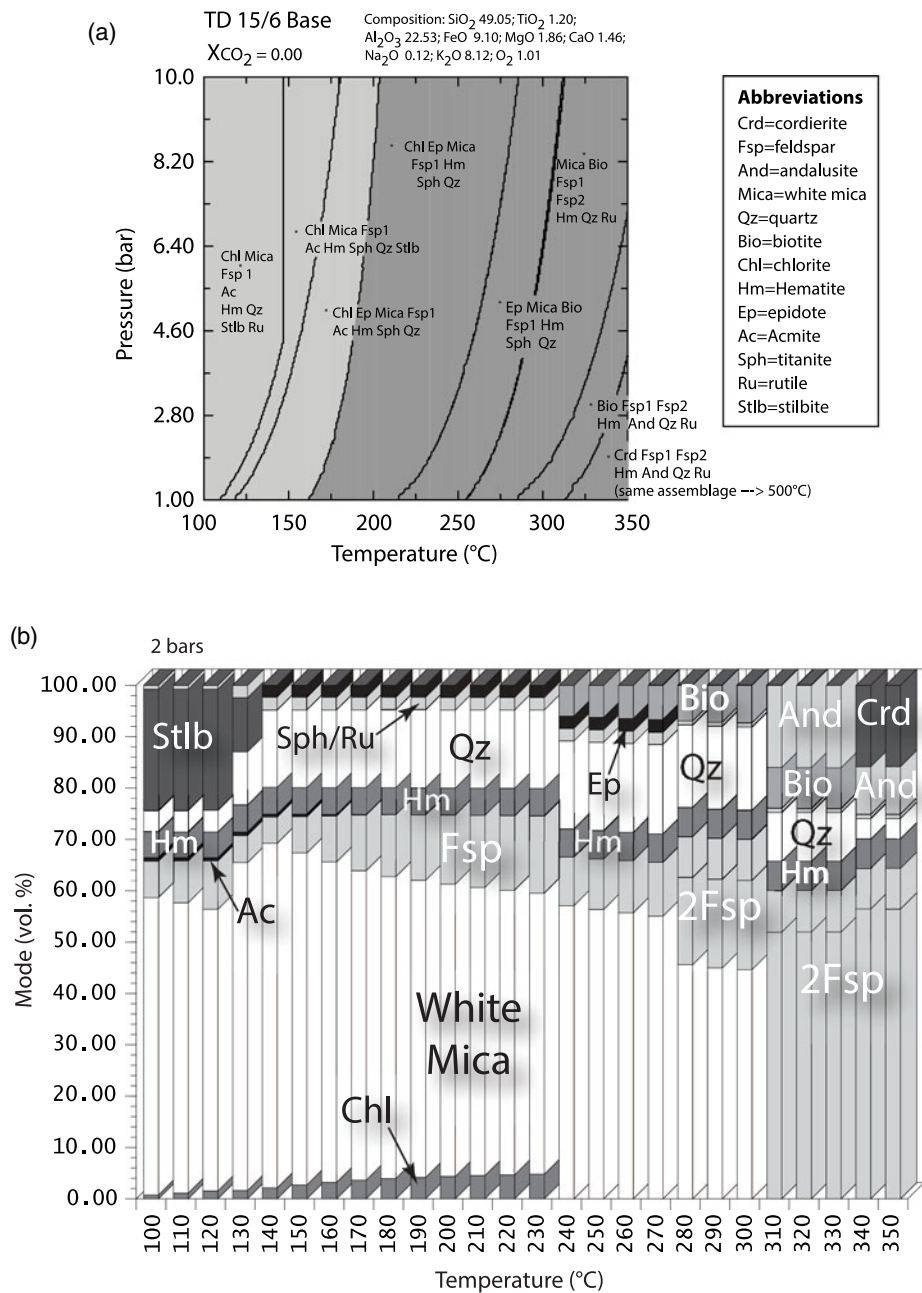 (a)
TD 15/6 Base
XCO2 = 0.00
Composition: SiO2 49.05; TiO2 1.20;
Al2O3 22.53; FeO 9.10; MgO 1.86; CaO 1.46;
Na2O 0.12; K2O 8.12; O2 1.01
Pressure (bar)
10.0
8.20
6.40
4.60
2.80
1.00
Chl Mica
Fsp 1
Ac
Hm Qz
Stlb Ru
Chl Mica Fsp1
Ac Hm Sph Qz Stlb
Chl Ep Mica Fsp1
Ac Hm Sph Qz
Chl Ep Mica
Fsp1 Hm
Sph Qz
Ep Mica Bio
Fsp1 Hm
Sph Qz
Mica Bio
Fsp1
Fsp2
Hm Qz Ru
Bio Fsp1 Fsp2
Hm And Qz Ru
Crd Fsp1 Fsp2
Hm And Qz Ru
(same assemblage --> 500°C)
100 150 200 250 300 350
Temperature (°C)
Abbreviations
Crd=cordierite
Fsp=feldspar
And=andalusite
Mica=white mica
Qz=quartz
Bio=biotite
Chl=chlorite
Hm=Hematite
Ep=epidote
Ac=Acmite
Sph=titanite
Ru=rutile
Stlb=stilbite
(b)
2 bars
Mode (vol. %)
100.00
90.00
80.00
70.00
60.00
50.00
40.00
30.00
20.00
10.00
0.00
Stlb
Hm
Ac
Sph/Ru
Qz
Hm
Fsp
White
Mica
Chl
Ep
Hm
Bio
Qz
2Fsp
And
Bio
Qz
Hm
2Fsp
Crd
And
100 110 120 130 140 150 160 170 180 190 200 210 220 230 240 250 260 270 280 290 300 310 320 330 340 350
Temperature (°C)